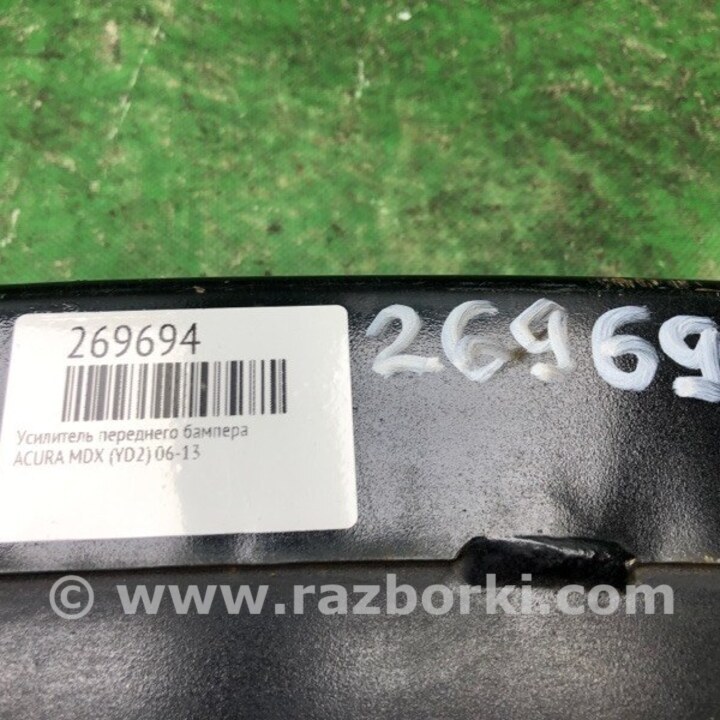 269694
26969
Усилитель переднего бампера
ACURA MDX (YD2) 06-13
© www.razborki.com